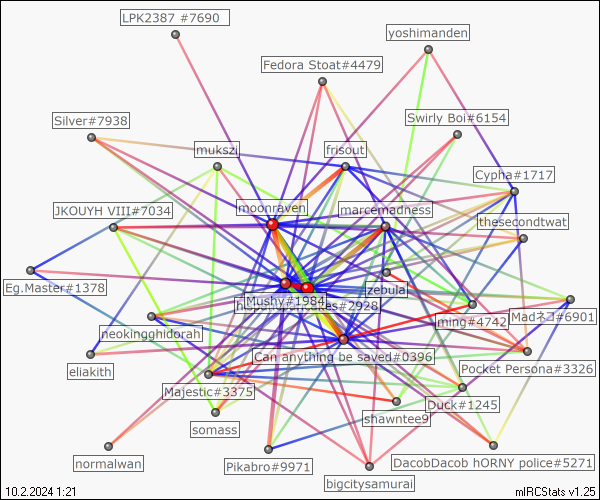 LPK2387 #7690
yoshimanden
Fedora Stoat#4479
Silver#7938
Swirly Boi#6154
mukszi
frisout
Cypha#1717
JKOUYH VIII#7034
moonraven
marcemadness
thesecondtwat
Eg.Master#1378
zebulal
Mushy#1984
neokingghidorah
ming#4742
Madネコ#6901
Can anything be saved#0396
eliakith
Pocket Persona#3326
Majestic#3375
Duck#1245
somass
shawntee9
normalwan
Pikabro#9971
DacobDacob hORNY police#5271
bigcitysamurai
10.2.2024 1:21
mIRCStats v1.25